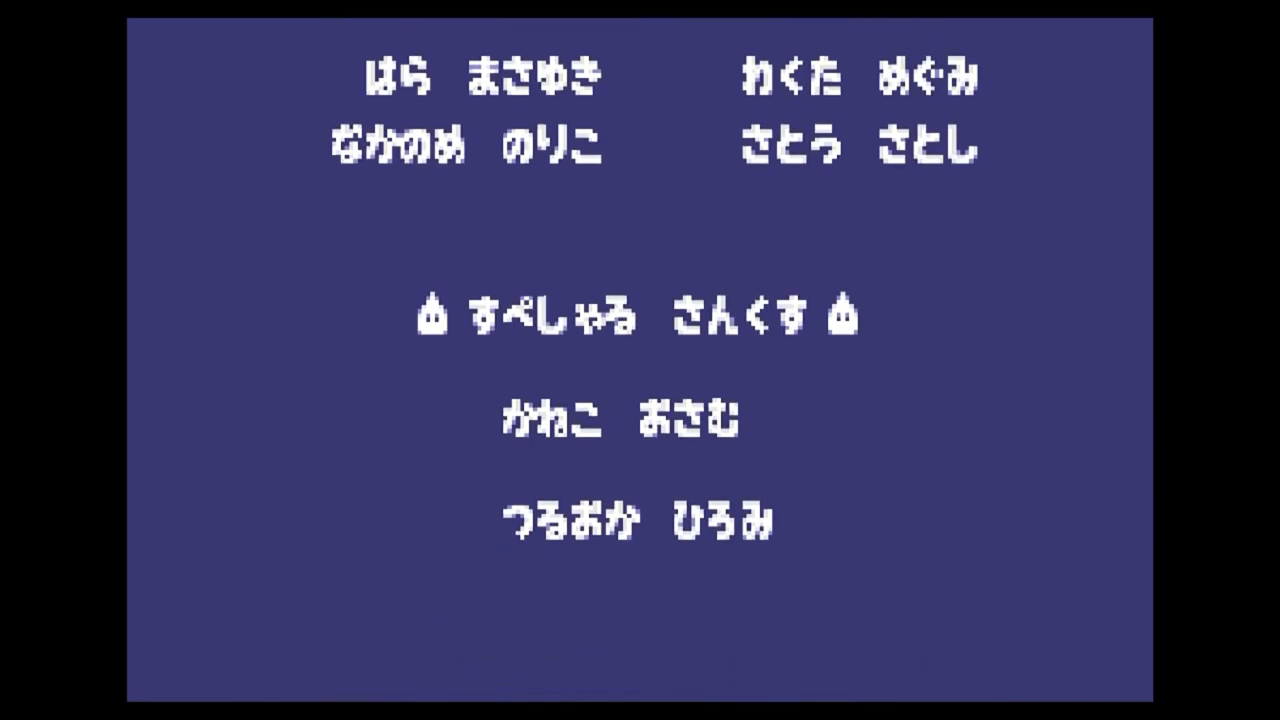 はら まさゆき わくた めぐみ
なかのめ のりこ さとう さとし
すぺしゃる さんくす
かねこ おさむ
つるおか ひろみ